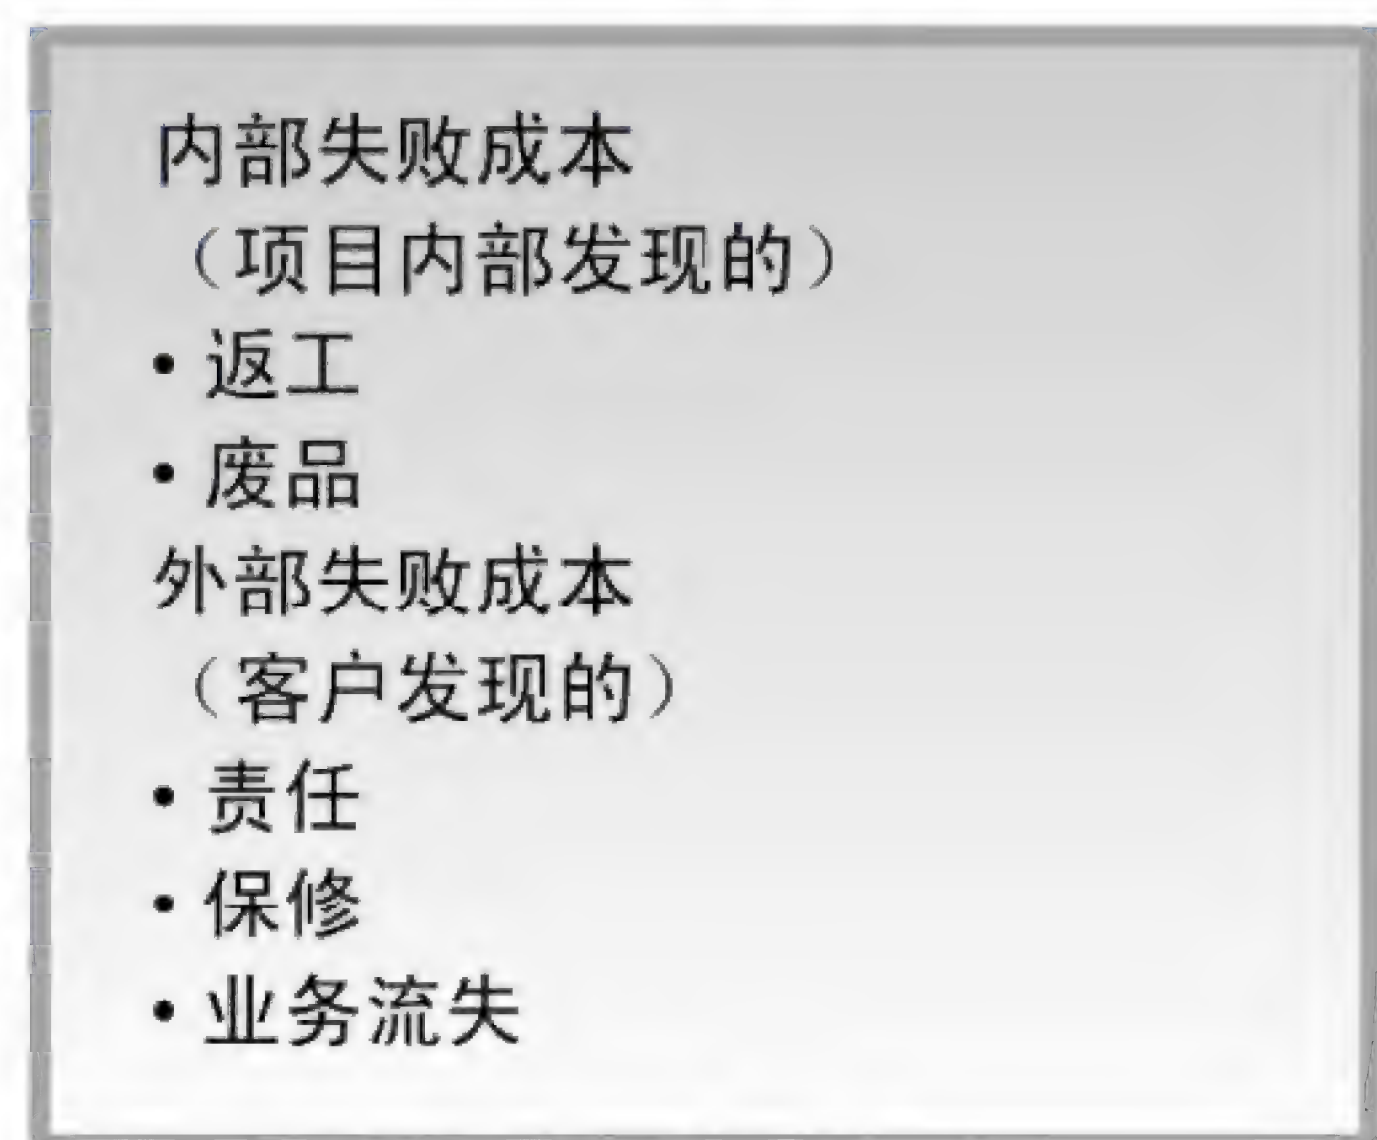 内部失败成本
（项目内部发现的）
• 返工
• 废品
外部失败成本
（客户发现的）
• 责任
• 保修
• 业务流失